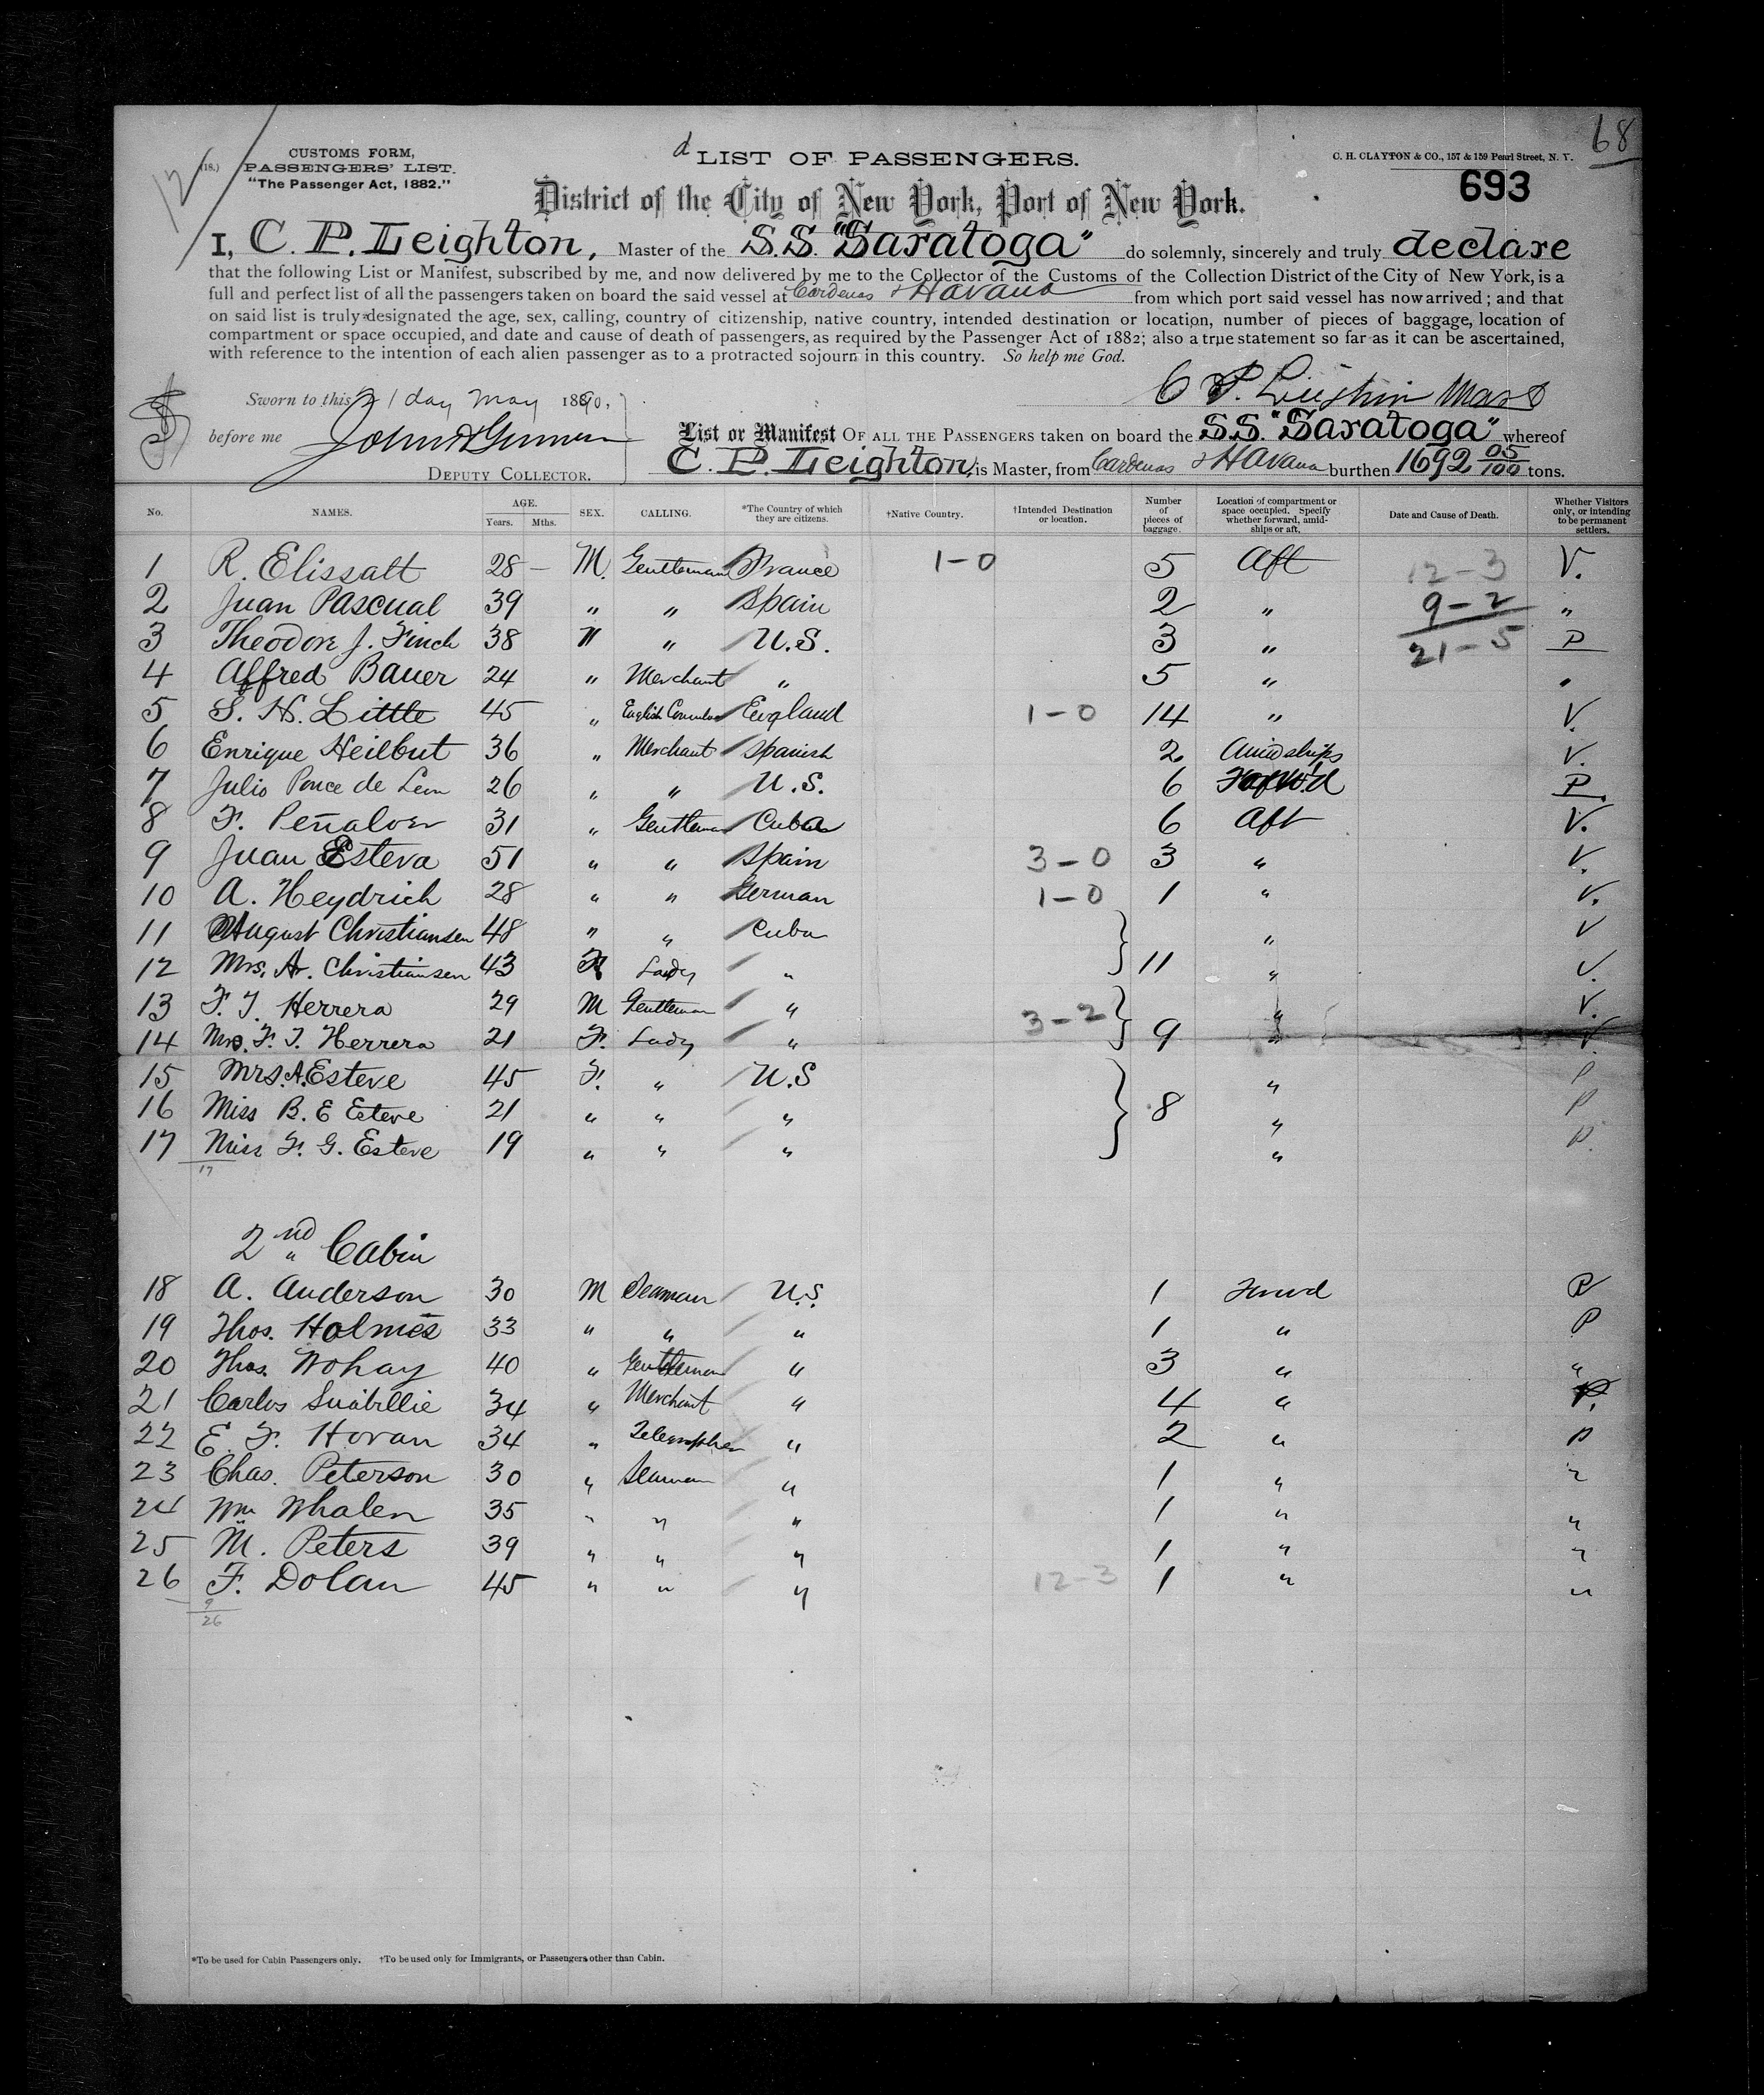 68
12
(18.) CUSTOMS FORM,
PASSENGERS' LIST.
"The Passenger Act, 1882."
d LIST OF PASSENGERS.
C. H. CLAYTON & CO., 157 & 159 Pearl Street, N. Y.
693
District of the City of New York, Port of New York.
I, C. P. Leighton, Master of the S.S. "Saratoga" do solemnly, sincerely and truly declare
that the following List or Manifest, subscribed by me, and now delivered by me to the Collector of the Customs of the Collection District of the City of New York, is a
full and perfect list of all the passengers taken on board the said vessel at Cardenas & Havana from which port said vessel has now arrived; and that
on said list is truly designated the age, sex, calling, country of citizenship, native country, intended destination or location, number of pieces of baggage, location of
compartment or space occupied, and date and cause of death of passengers, as required by the Passenger Act of 1882; also a true statement so far as it can be ascertained,
with reference to the intention of each alien passenger as to a protracted sojourn in this country. So help me God.
Sworn to this 21 day May 1890,
C P.
before me
List or Manifest OF ALL THE PASSENGERS taken on board the S.S. "Saratoga" whereof
DEPUTY COLLECTOR.
C. P. Leighton, is Master, from Cardenas & Havana burthen 1692 05/100 tons.
No. NAMES. AGE. Years. Mths. SEX. CALLING. *The Country of which they are citizens. †Native Country. †Intended Destination or location. Number of pieces of baggage. Location of compartment or space occupied. Specify whether forward, amidships or aft. Date and Cause of Death. Whether Visitors only, or intending to be permanent settlers.
1 R. Elissalt 28 — M. Gentleman France 1-0 5 Aft 12-3 V.
2 Juan Pascual 39 " " Spain 2 " 9-2 "
3 Theodore J. Finch 38 " " U.S. 3 " 21-5 P
4 Alfred Bauer 24 " Merchant " 5 " "
5 S. H. Little 45 " English England 1-0 14 " V.
6 Enrique Heilbut 36 " Merchant Spanish 2 Amidships V.
7 Julio Ponce de Leon 26 " " U.S. 6 P.
8 F. Peñalver 31 " Gentleman Cuba 6 Aft V.
9 Juan Esteva 51 " " Spain 3-0 3 " V.
10 A. Heydrich 28 " " German 1-0 1 " V.
11 August Christiansen 48 " " Cuba " V
12 Mrs. A. Christiansen 43 F Lady " 11 " V.
13 F. J. Herrera 29 M Gentleman " 3-2 " V.
14 Mrs. F. J. Herrera 21 F. Lady " 9 " V.
15 Mrs. A. Esteve 45 F. " U.S " P
16 Miss B. E Esteve 21 " " " 8 " P
17 Miss F. G. Esteve 19 " " " " P.
17
2nd Cabin
18 A. Anderson 30 M Seaman U.S. 1 Forwd P
19 Thos. Holmes 33 " " " 1 " P
20 Thos. 40 " Gentleman " 3 " "
21 Carlos 34 " Merchant " 4 " P.
22 E. F. Horan 34 " " 2 " P
23 Chas. Peterson 30 " Seaman " 1 " "
24 Wm Whalen 35 " " " 1 " "
25 M. Peters 39 " " " 1 " "
26 F. Dolan 45 " " " 12-3 1 " "
9
26
*To be used for Cabin Passengers only. †To be used only for Immigrants, or Passengers other than Cabin.